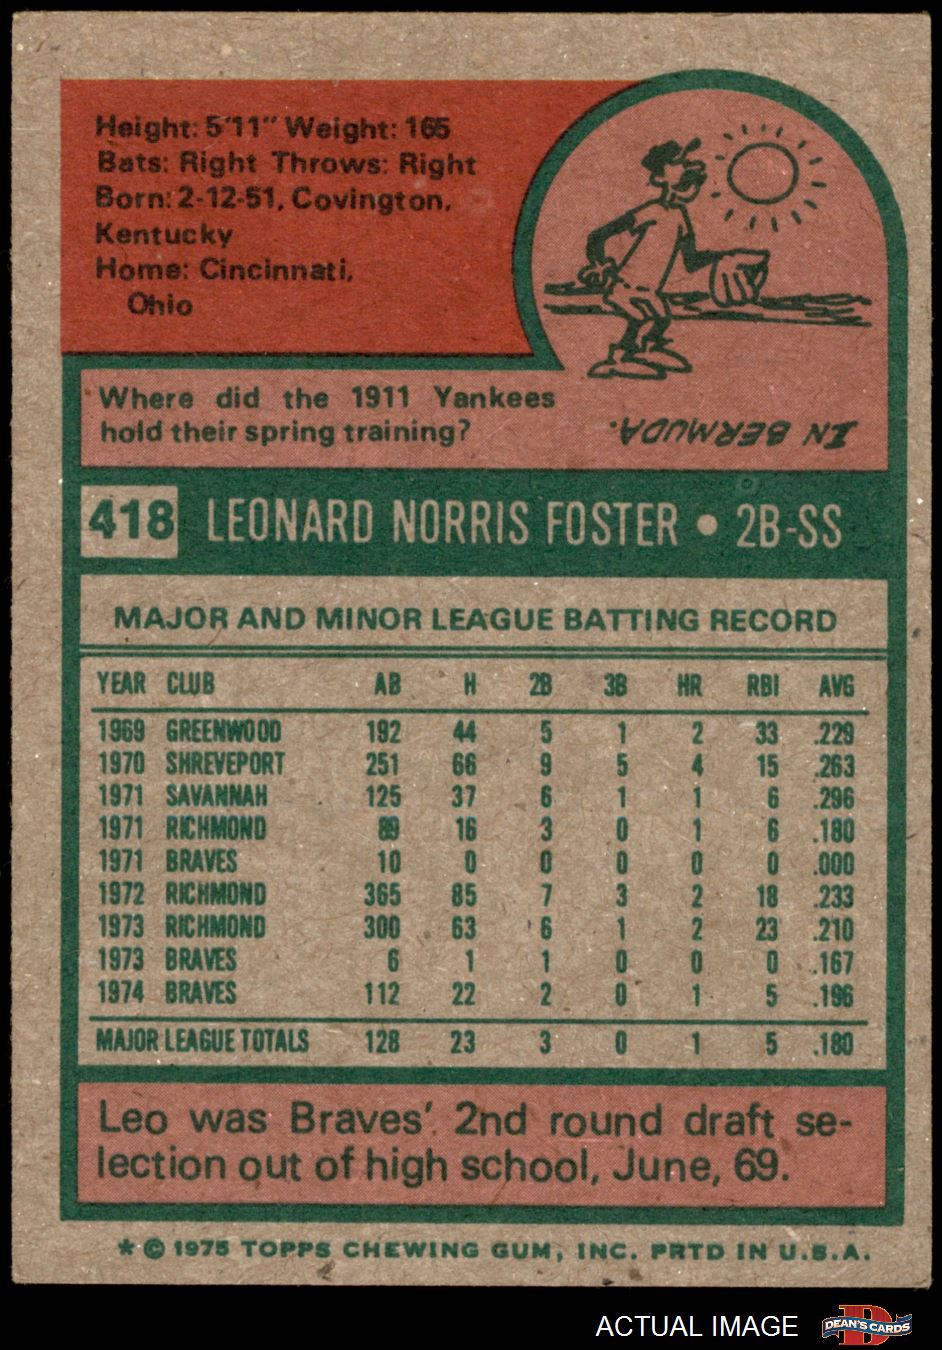 Height: 5'11" Weight: 165
Bats: Right Throws: Right
Born: 2-12-51, Covington,
Kentucky
Home: Cincinnati,
Ohio
Where did the 1911 Yankees
hold their spring training?
IN BERMUDA.
418 LEONARD NORRIS FOSTER • 2B-SS
MAJOR AND MINOR LEAGUE BATTING RECORD
YEAR CLUB AB H 2B 3B HR RBI AVG
1969 GREENWOOD 192 44 5 1 2 33 .229
1970 SHREVEPORT 251 66 9 5 4 15 .263
1971 SAVANNAH 125 37 6 1 1 6 .296
1971 RICHMOND 89 16 3 0 1 6 .180
1971 BRAVES 10 0 0 0 0 0 .000
1972 RICHMOND 365 85 7 3 2 18 .233
1973 RICHMOND 300 63 6 1 2 23 .210
1973 BRAVES 6 1 1 0 0 0 .167
1974 BRAVES 112 22 2 0 1 5 .196
MAJOR LEAGUE TOTALS 128 23 3 0 1 5 .180
Leo was Braves'. 2nd round draft se-
lection out of high school, June, 69.
* © 1975 TOPPS CHEWING GUM, INC. PRTD IN U.S.A.
ACTUAL IMAGE
DEAN'S CARDS